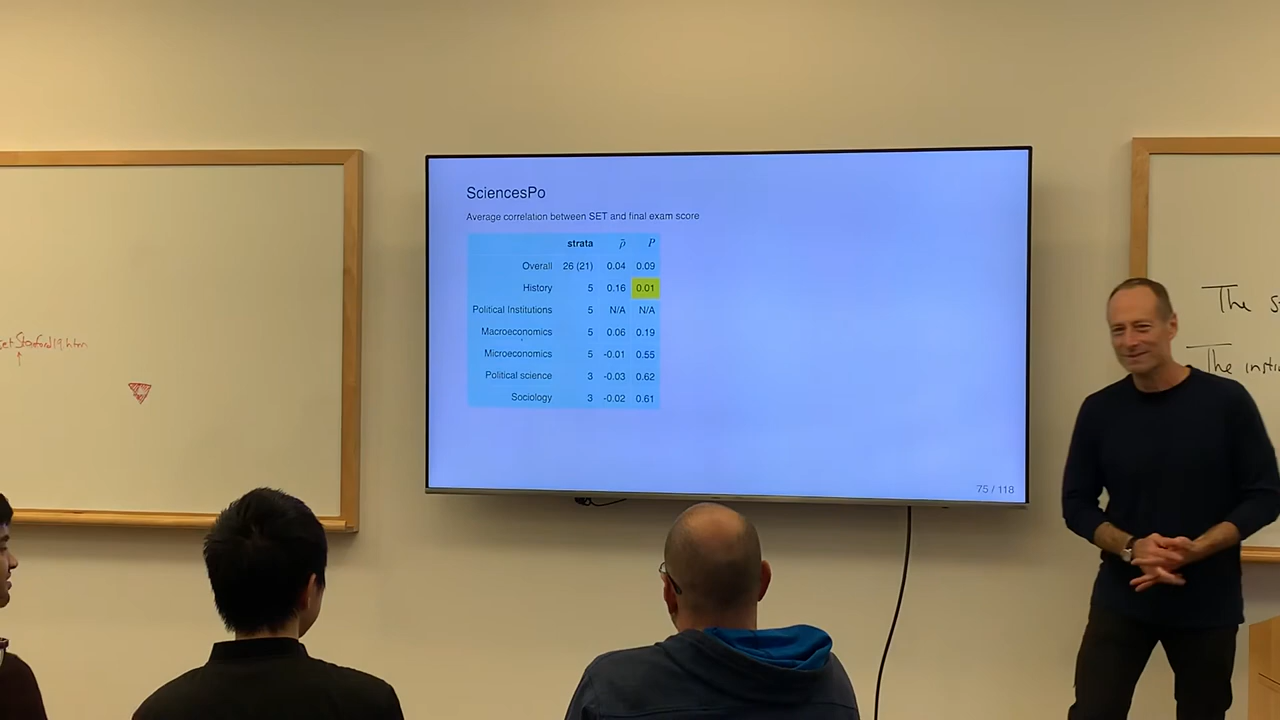 SciencesPo
Average correlation between SET and final exam score
strata ρ̄ P
Overall 26 (21) 0.04 0.09
History 5 0.16 0.01
Political Institutions 5 N/A N/A
Macroeconomics 5 0.06 0.19
Microeconomics 5 -0.01 0.55
Political science 3 -0.03 0.62
Sociology 3 -0.02 0.61
75 / 118
The
The